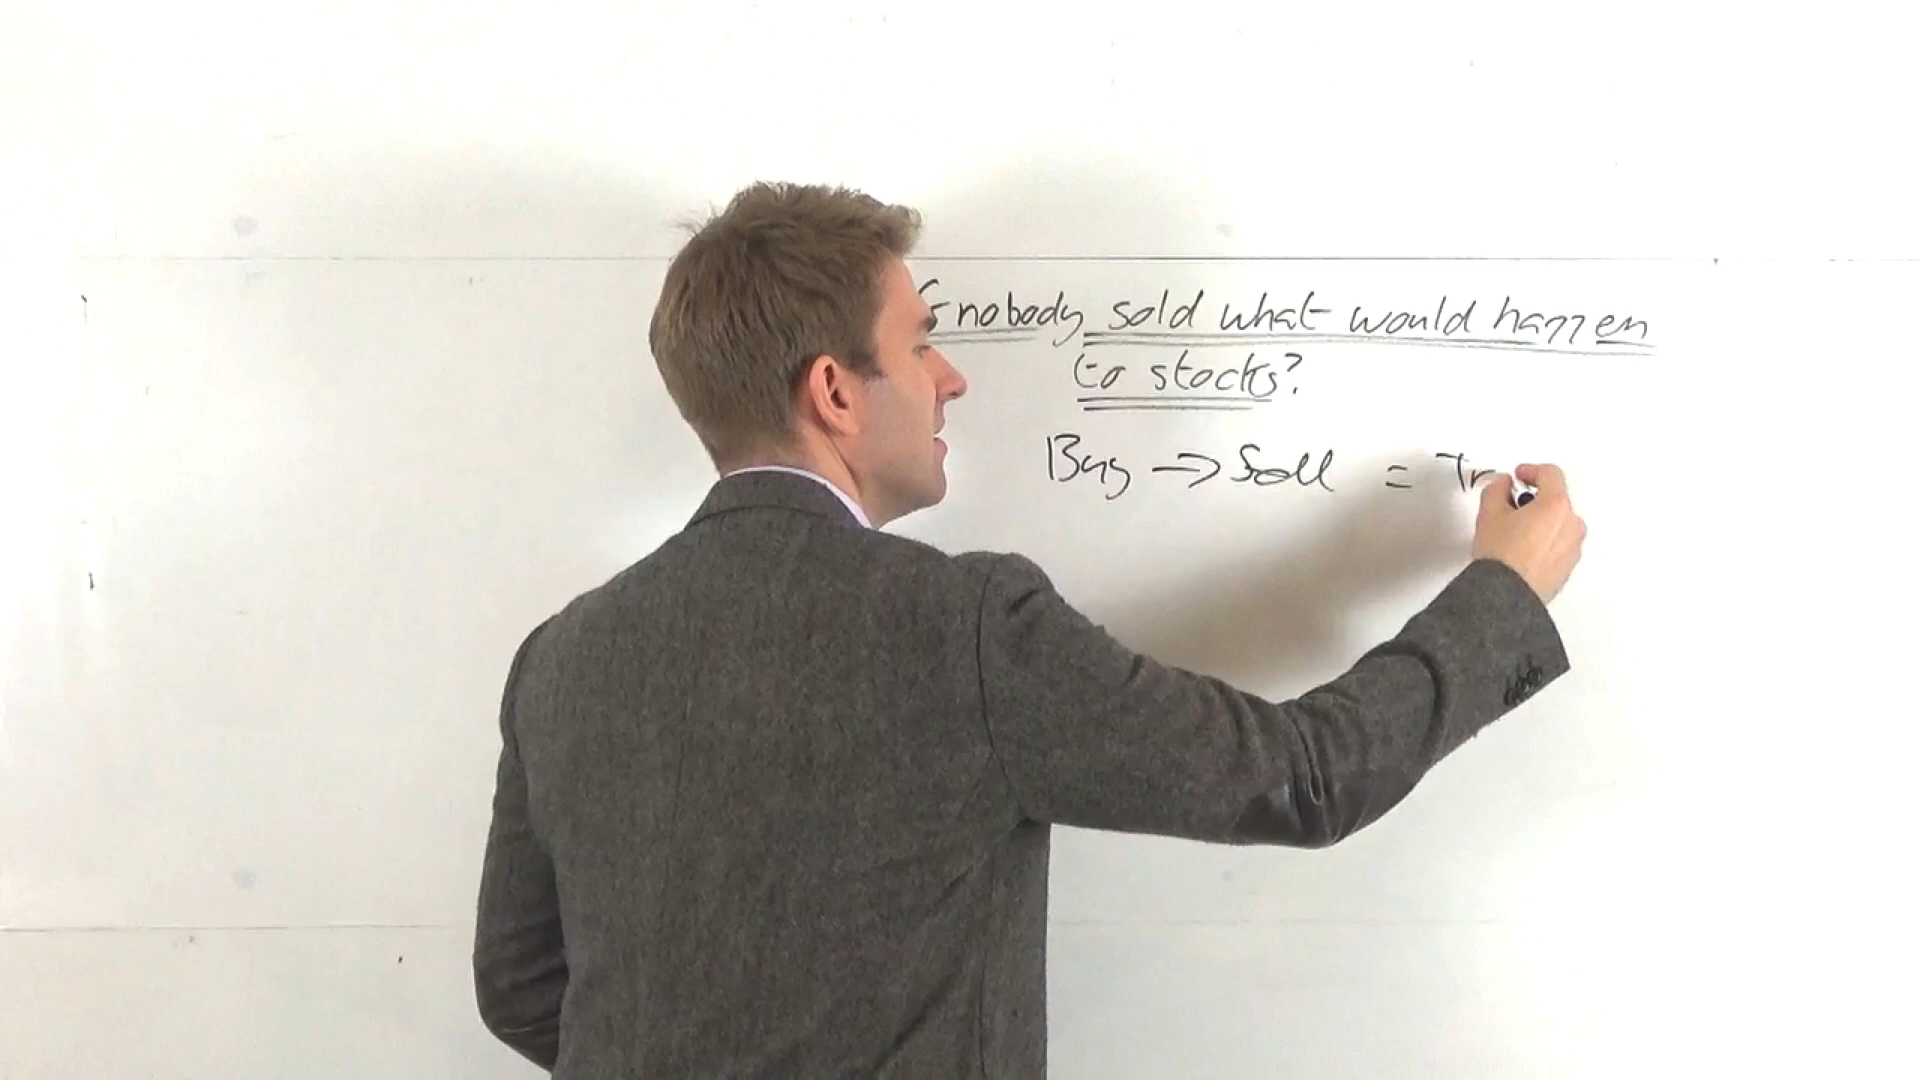 nobody sold what would happen
to stocks?
Buy → Sell = Tr